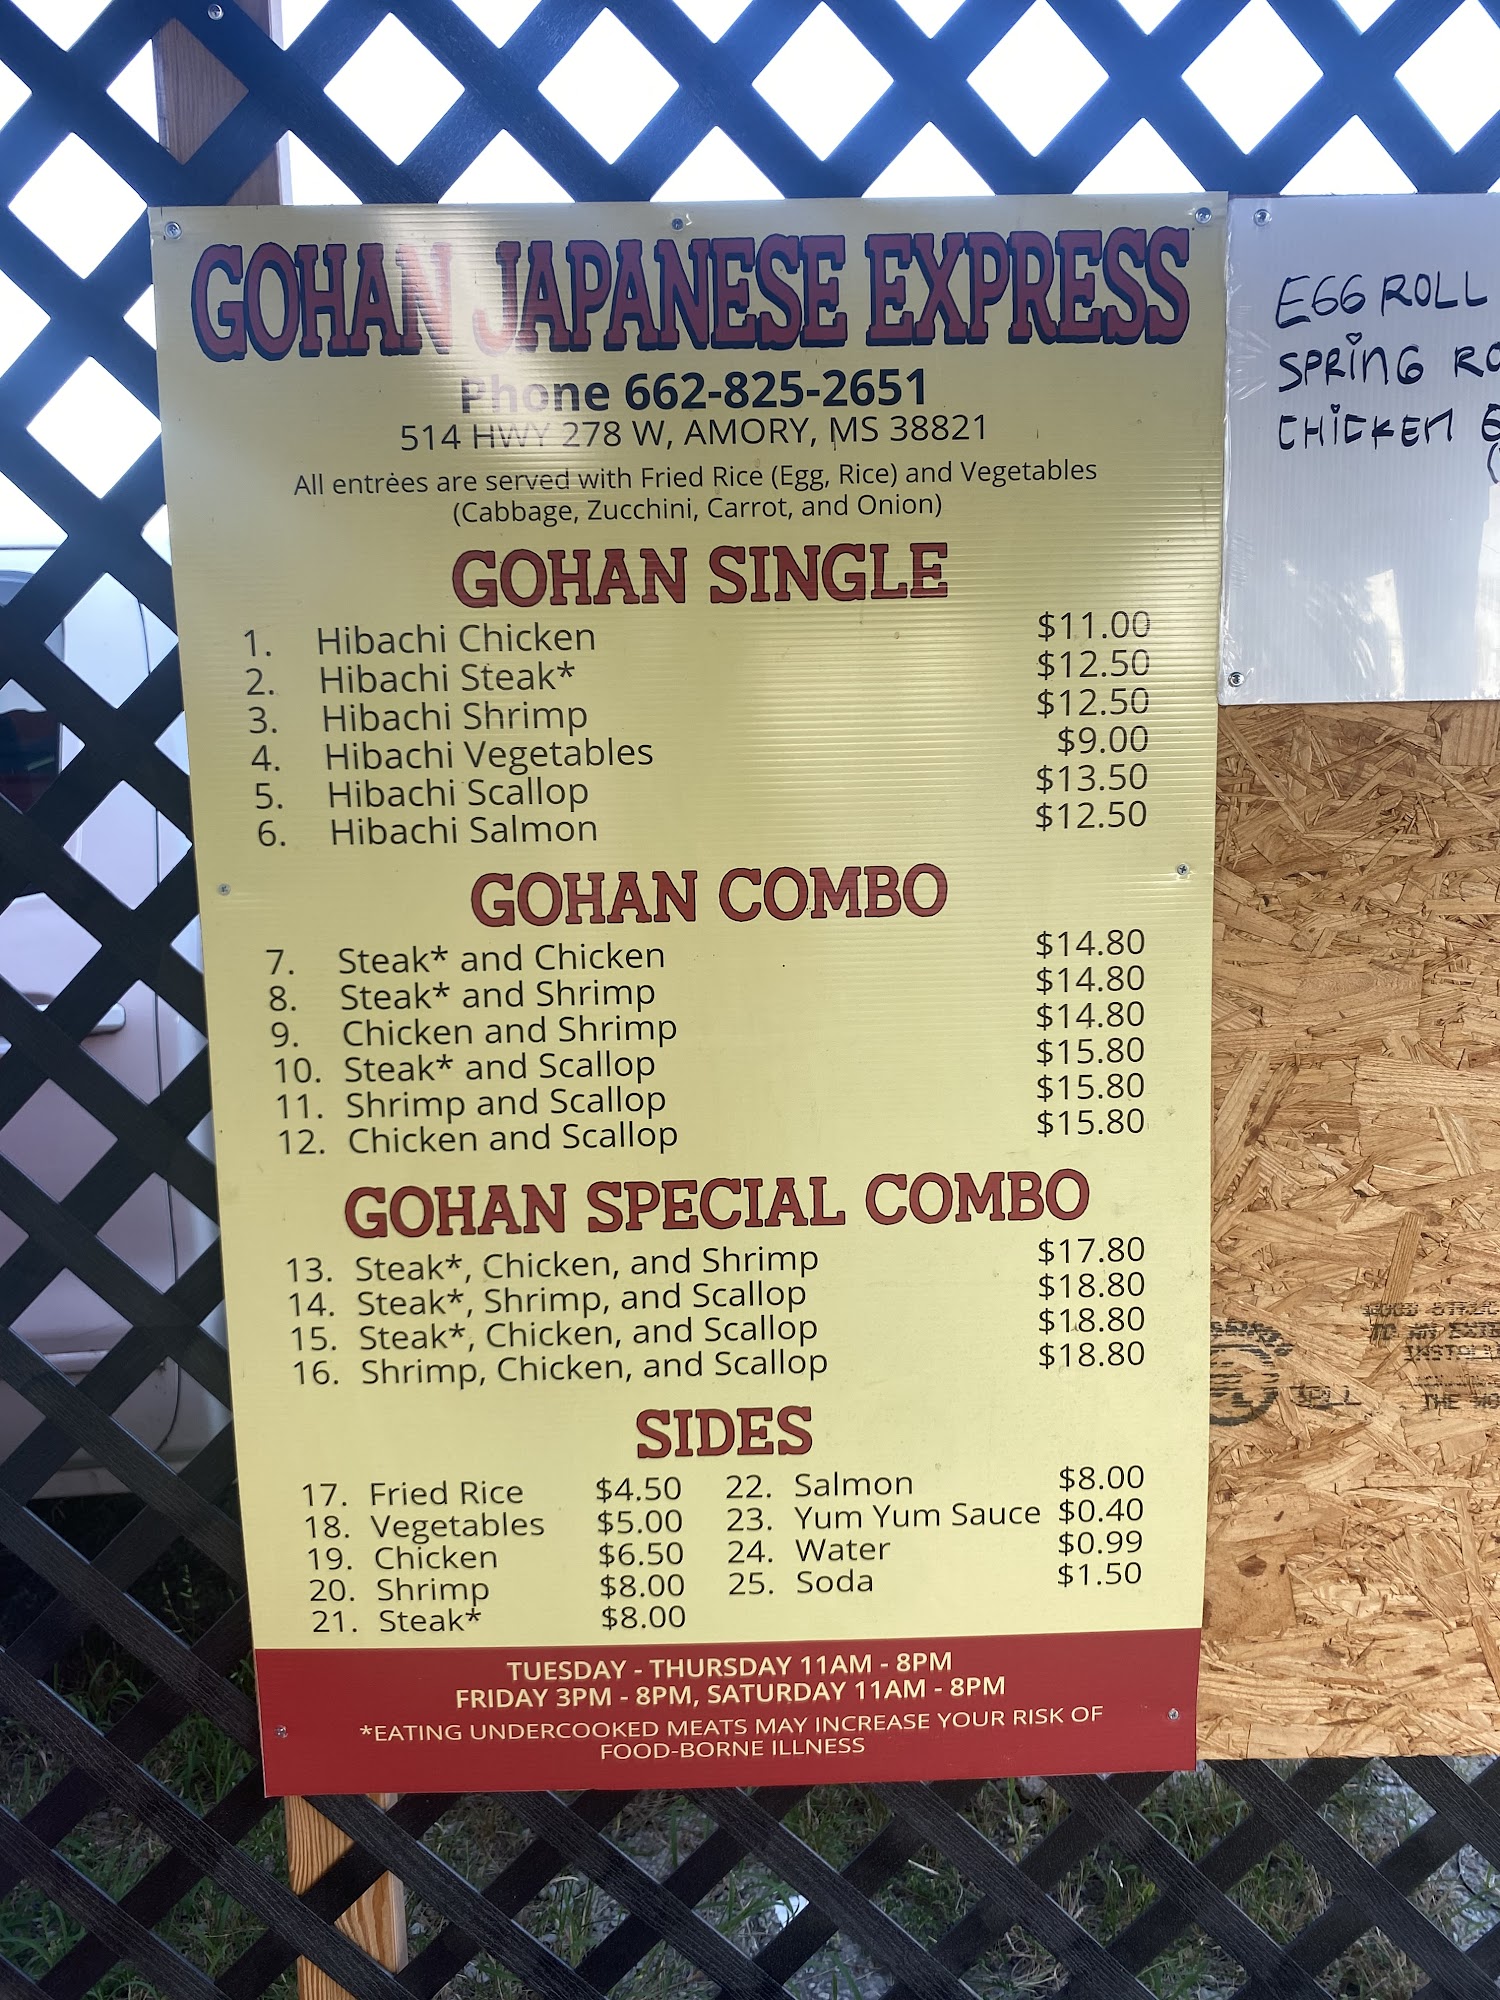 GOHAN JAPANESE EXPRESS
Phone 662-825-2651
514 HWY 278 W, AMORY, MS 38821
All entrées are served with Fried Rice (Egg, Rice) and Vegetables
(Cabbage, Zucchini, Carrot, and Onion)
GOHAN SINGLE
1. Hibachi Chicken $11.00
2. Hibachi Steak* $12.50
3. Hibachi Shrimp $12.50
4. Hibachi Vegetables $9.00
5. Hibachi Scallop $13.50
6. Hibachi Salmon $12.50
GOHAN COMBO
7. Steak* and Chicken $14.80
8. Steak* and Shrimp $14.80
9. Chicken and Shrimp $14.80
10. Steak* and Scallop $15.80
11. Shrimp and Scallop $15.80
12. Chicken and Scallop $15.80
GOHAN SPECIAL COMBO
13. Steak*, Chicken, and Shrimp $17.80
14. Steak*, Shrimp, and Scallop $18.80
15. Steak*, Chicken, and Scallop $18.80
16. Shrimp, Chicken, and Scallop $18.80
SIDES
17. Fried Rice $4.50 22. Salmon $8.00
18. Vegetables $5.00 23. Yum Yum Sauce $0.40
19. Chicken $6.50 24. Water $0.99
20. Shrimp $8.00 25. Soda $1.50
21. Steak* $8.00
TUESDAY - THURSDAY 11AM - 8PM
FRIDAY 3PM - 8PM, SATURDAY 11AM - 8PM
*EATING UNDERCOOKED MEATS MAY INCREASE YOUR RISK OF
FOOD-BORNE ILLNESS
EGG ROLL
SPRING RO
CHICKEN